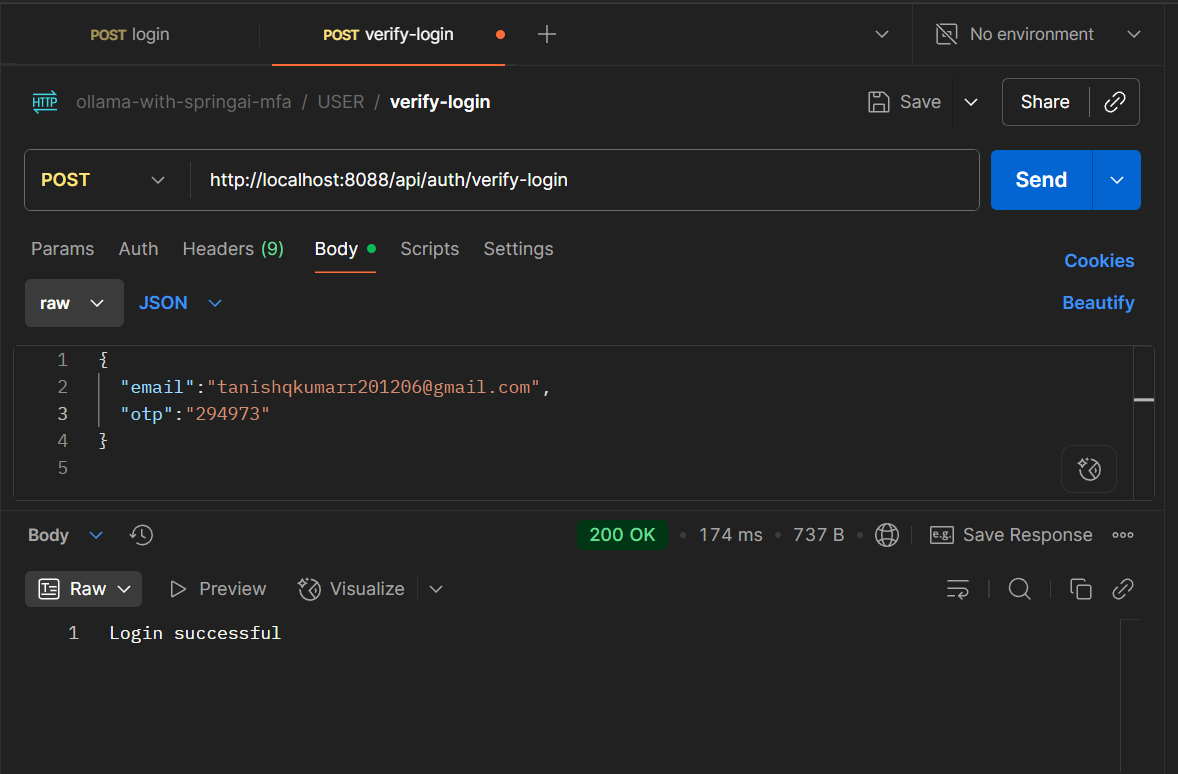 POST login
POST verify-login
No environment
HTTP ollama-with-springai-mfa / USER / verify-login
Save
Share
POST
http://localhost:8088/api/auth/verify-login
Send
Params Auth Headers (9) Body Scripts Settings
Cookies
raw JSON
Beautify
1 {
2 "email":"tanishqkumarr201206@gmail.com",
3 "otp":"294973"
4 }
5
Body
200 OK • 174 ms • 737 B
e.g. Save Response
Raw Preview Visualize
1 Login successful